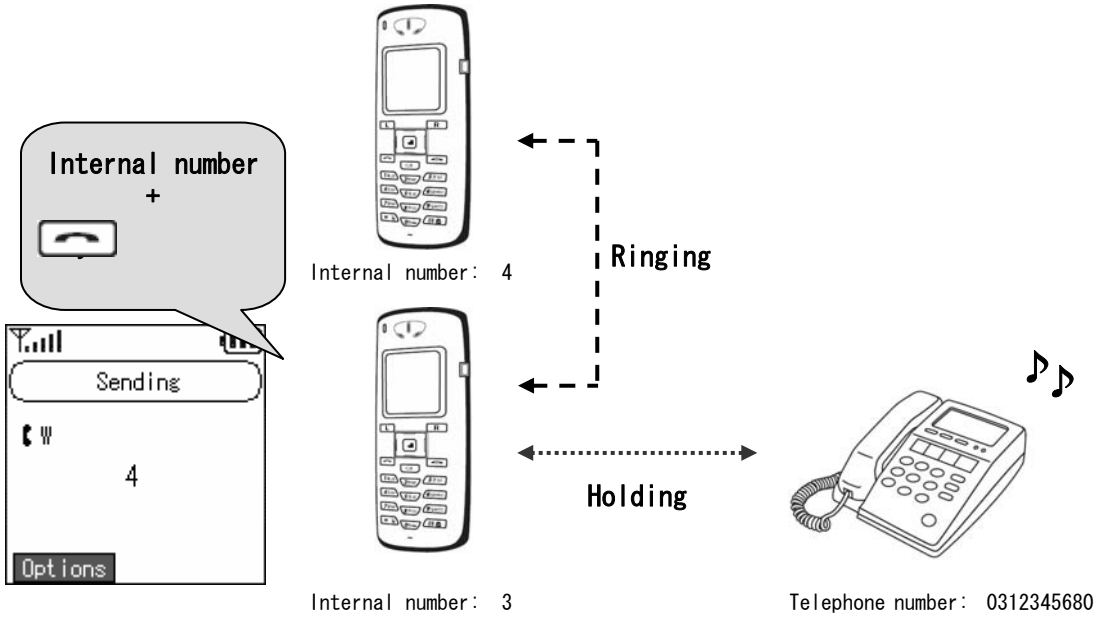 Internal number
+
Internal number: 4
Ringing
Sending
4
Holding
Options
Internal number: 3
Telephone number: 0312345680